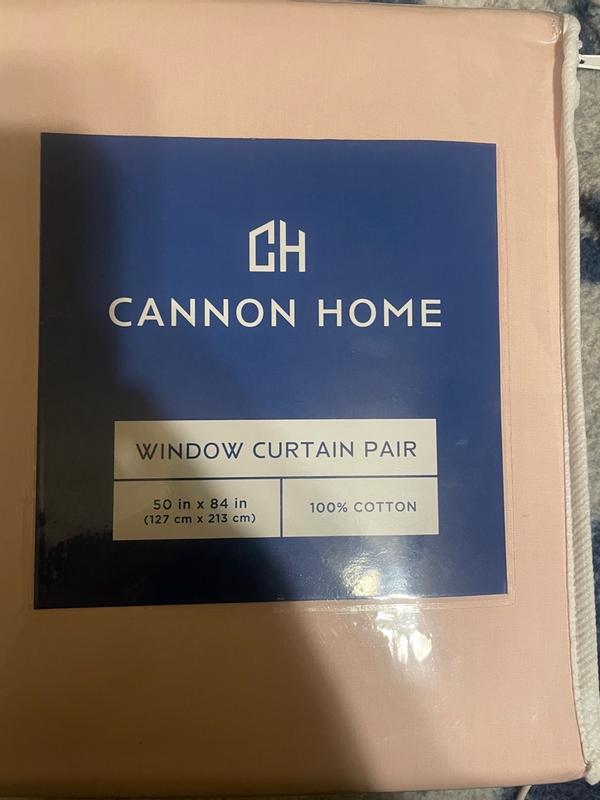 CH
CANNON HOME
WINDOW CURTAIN PAIR
50 in x 84 in
(127 cm x 213 cm)
100% COTTON